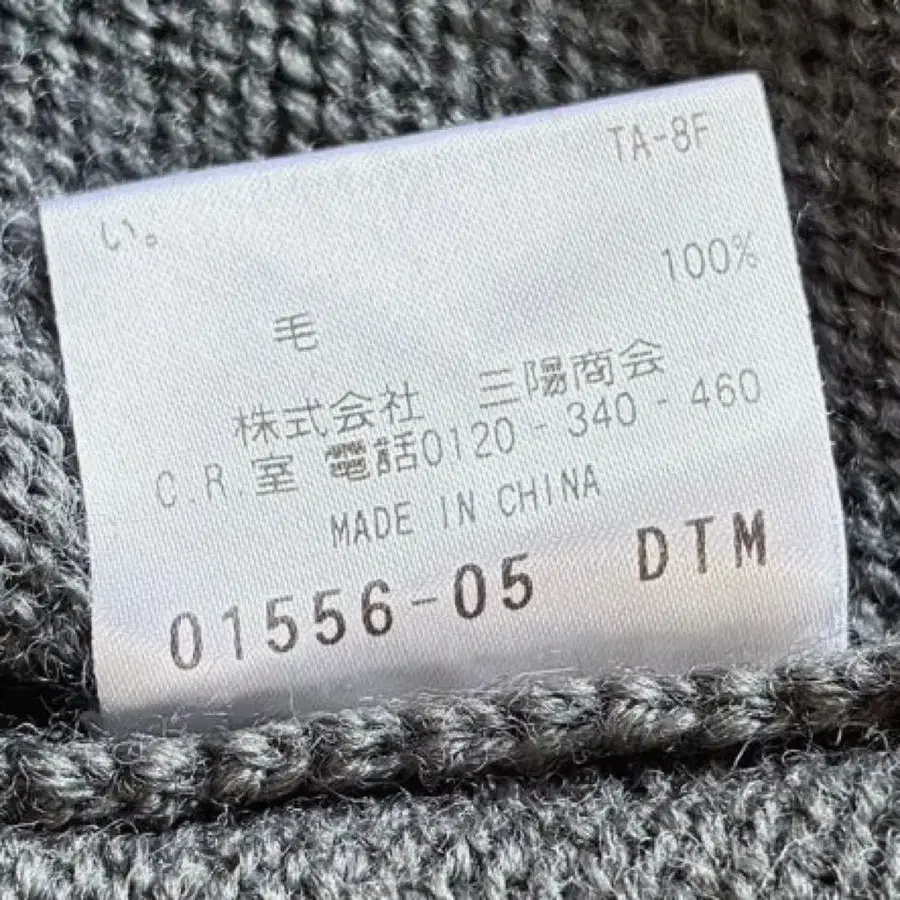 TA-8F
い。
100%
毛
株式会社 三陽商会
C.R.室 電話0120-340-460
MADE IN CHINA
01556-05 DTM